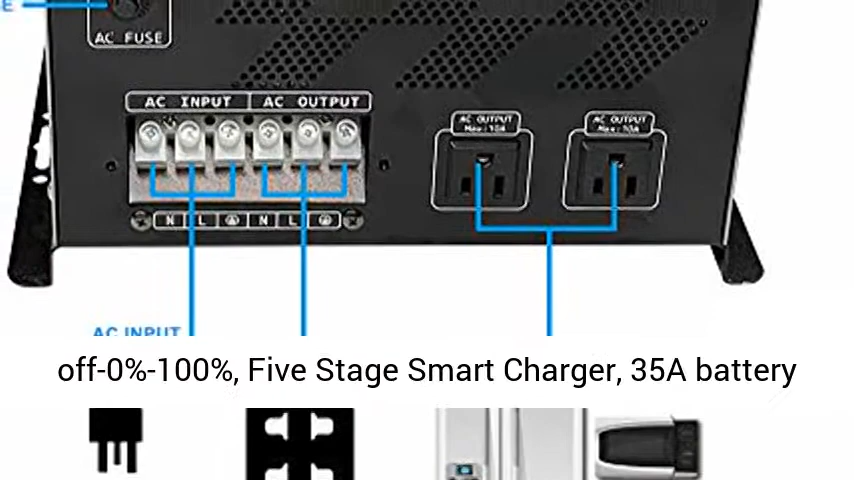 E
AC FUSE
AC INPUT AC OUTPUT
AC OUTPUT
Max:10A
AC OUTPUT
Max:10A
N L N L
AC INPUT
off-0%-100%, Five Stage Smart Charger, 35A battery